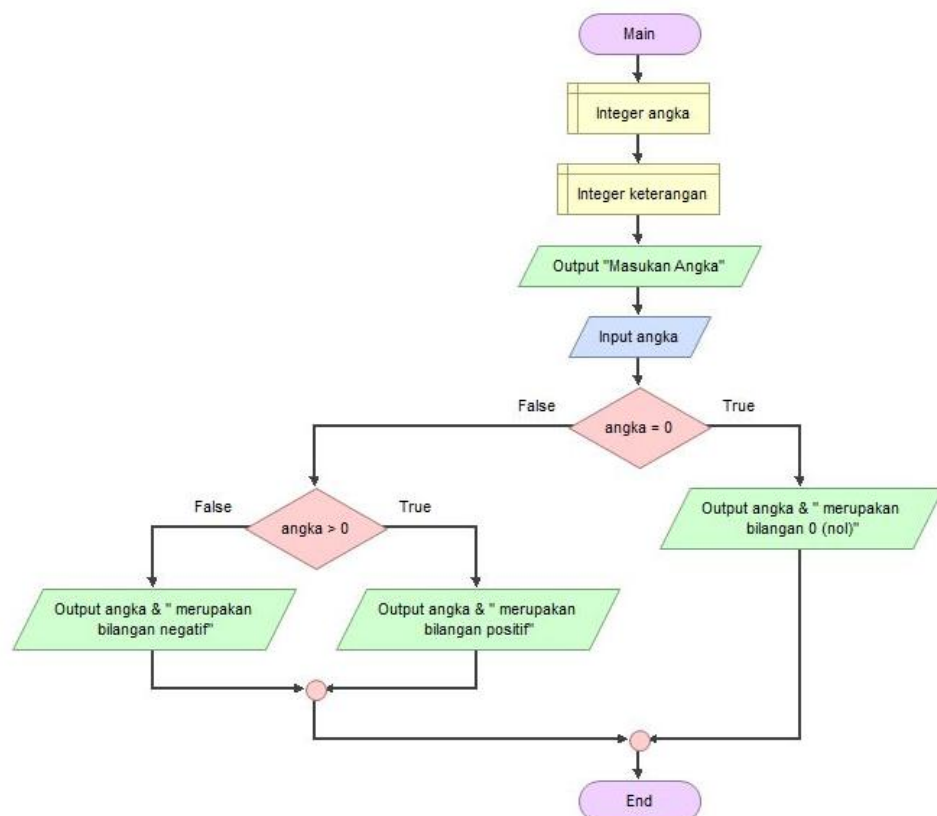 Main
Integer angka
Integer keterangan
Output "Masukan Angka"
Input angka
False
True
angka = 0
False
True
angka > 0
Output angka & " merupakan
bilangan 0 (nol)"
Output angka & " merupakan
bilangan negatif"
Output angka & " merupakan
bilangan positif"
End